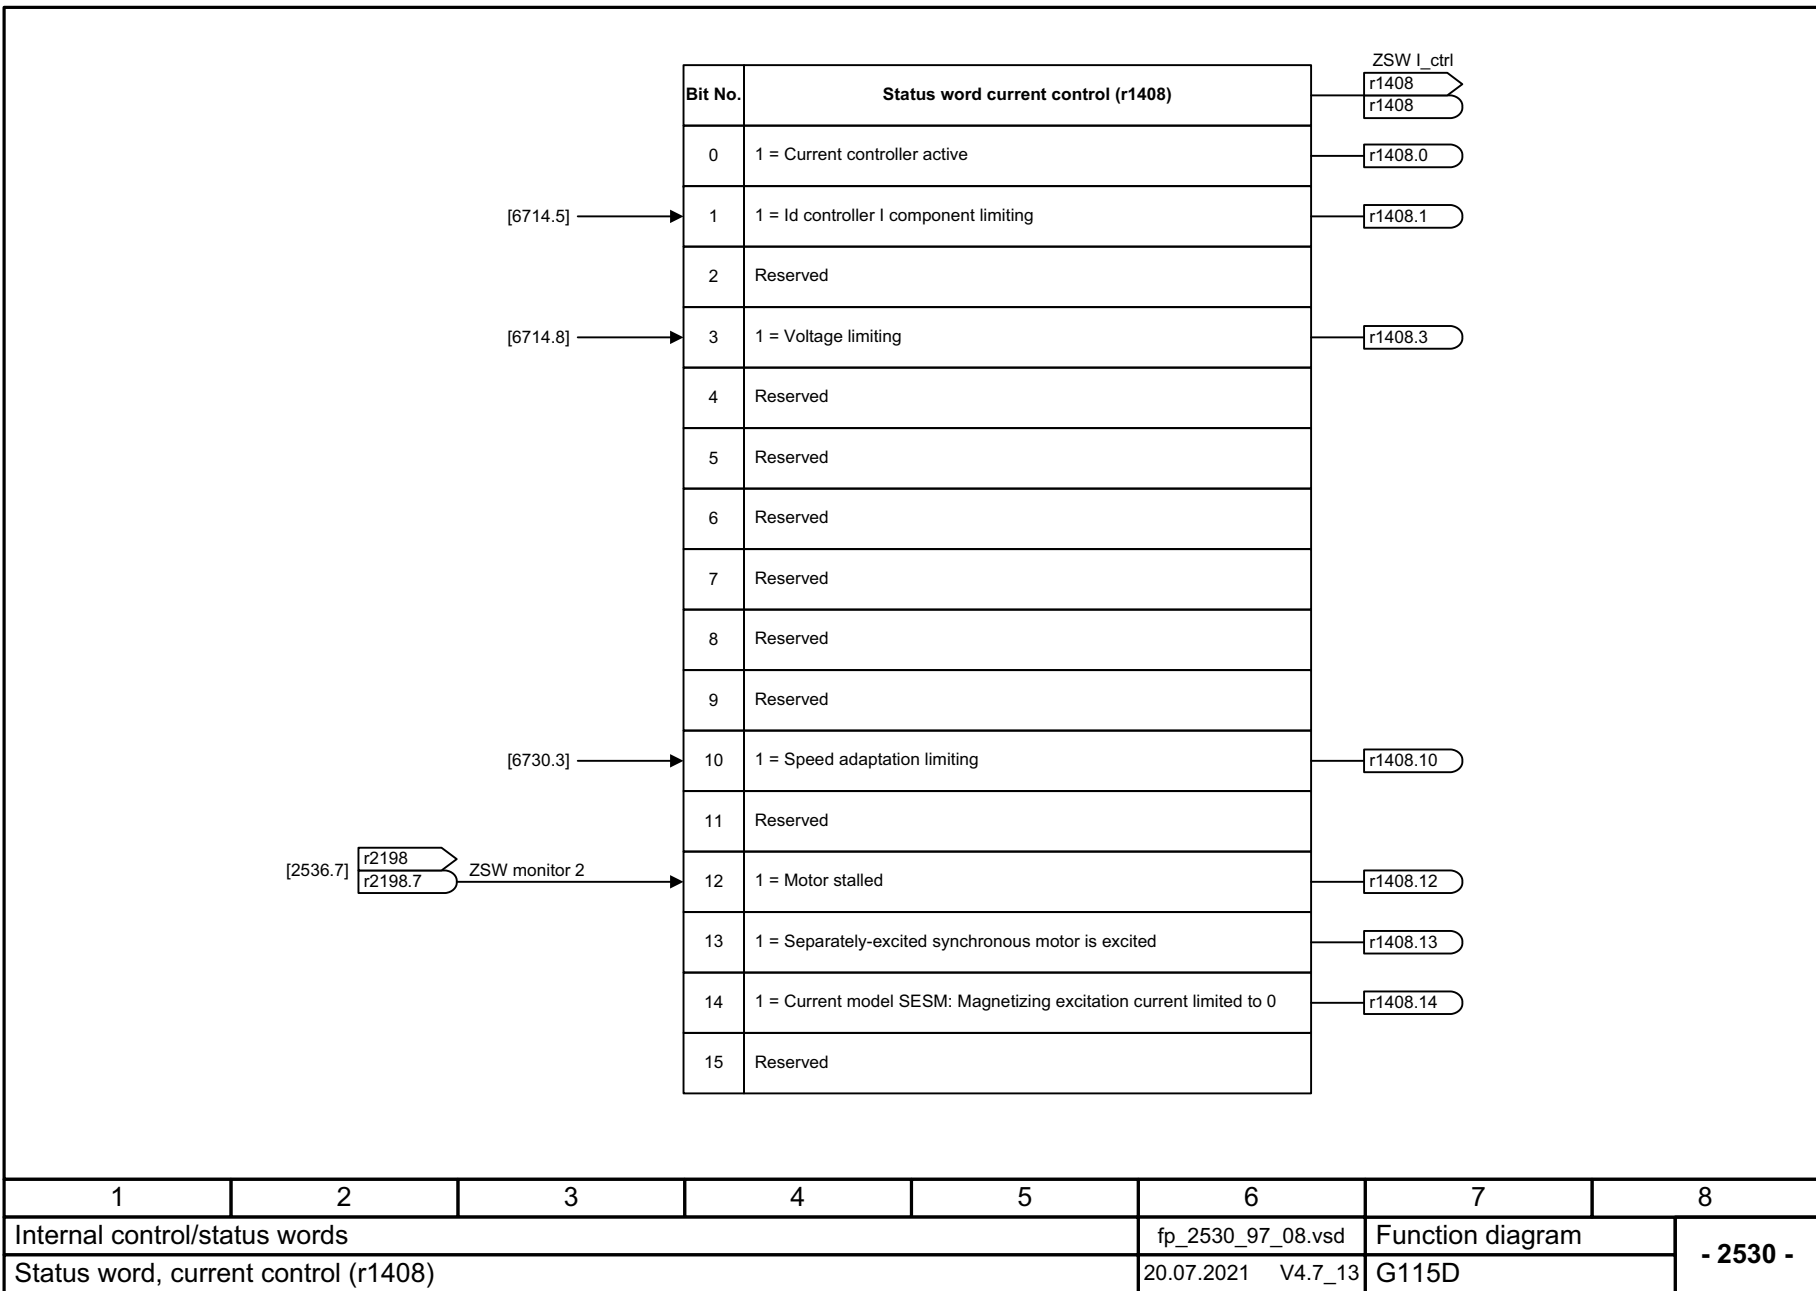 ZSW I_ctrl
Bit No. Status word current control (r1408) r1408
r1408
0 1 = Current controller active r1408.0
[6714.5] 1 1 = Id controller I component limiting r1408.1
2 Reserved
[6714.8] 3 1 = Voltage limiting r1408.3
4 Reserved
5 Reserved
6 Reserved
7 Reserved
8 Reserved
9 Reserved
[6730.3] 10 1 = Speed adaptation limiting r1408.10
11 Reserved
[2536.7] r2198
r2198.7 ZSW monitor 2 12 1 = Motor stalled r1408.12
13 1 = Separately-excited synchronous motor is excited r1408.13
14 1 = Current model SESM: Magnetizing excitation current limited to 0 r1408.14
15 Reserved
1 2 3 4 5 6 7 8
Internal control/status words fp_2530_97_08.vsd Function diagram - 2530 -
Status word, current control (r1408) 20.07.2021 V4.7_13 G115D